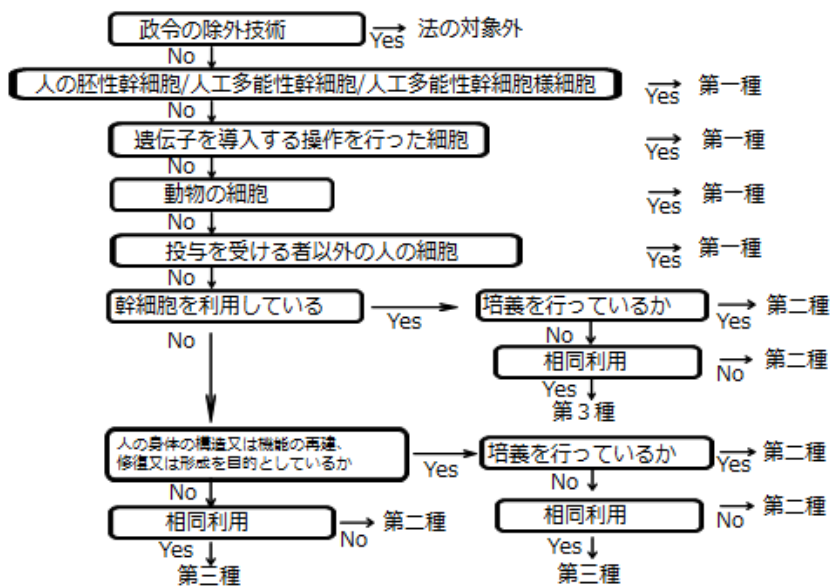 政令の除外技術
Yes
法の対象外
No
人の胚性幹細胞/人工多能性幹細胞/人工多能性幹細胞様細胞
Yes
第一種
No
遺伝子を導入する操作を行った細胞
Yes
第一種
No
動物の細胞
Yes
第一種
No
投与を受ける者以外の人の細胞
Yes
第一種
No
幹細胞を利用している
Yes
培義を行っているか
Yes
第二種
No
No
相同利用
No
第二種
Yes
第３種
人の身体の構造又は機能の再建、
修復又は形成を目的としているか
Yes
培義を行っているか
Yes
第二種
No
No
相同利用
No
第二種
相同利用
No
第二種
Yes
第三種
Yes
第三種